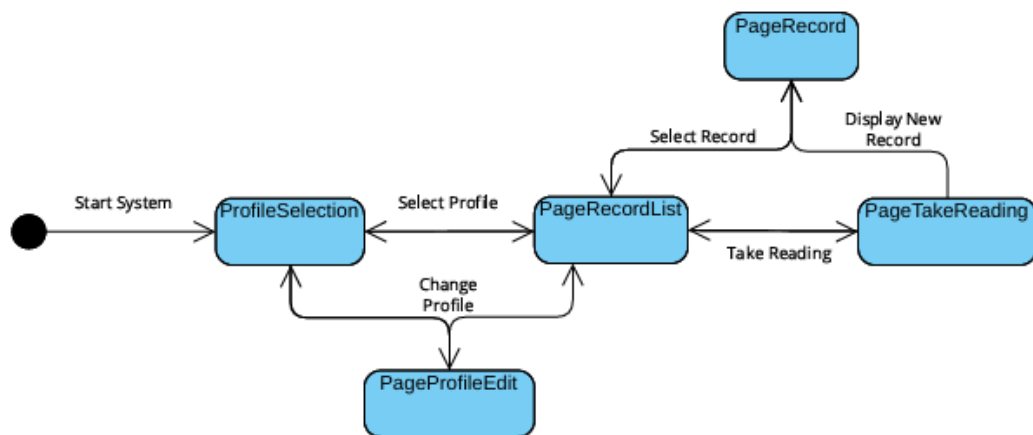 PageRecord
Select Record
Display New
Record
Start System
ProfileSelection
Select Profile
PageRecordList
Take Reading
PageTakeReading
Change
Profile
PageProfileEdit